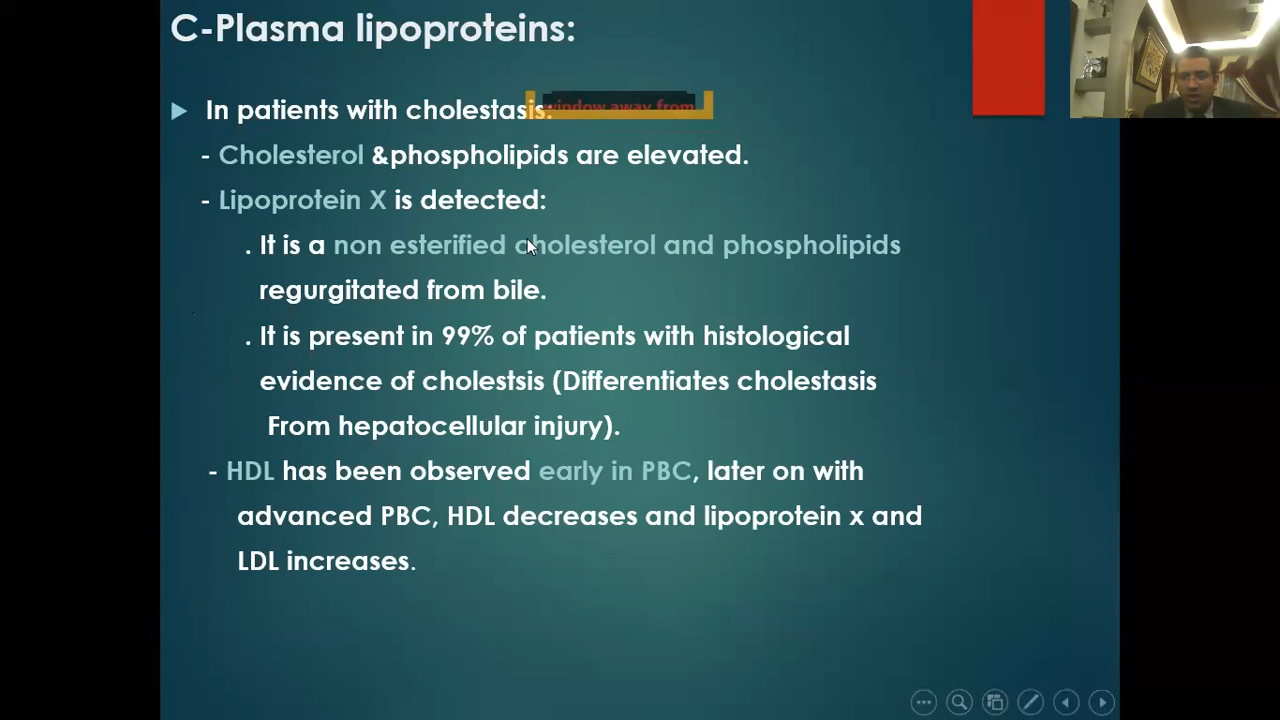 C-Plasma lipoproteins:
In patients with cholestasis:
window away from
- Cholesterol &phospholipids are elevated.
- Lipoprotein X is detected:
. It is a non esterified cholesterol and phospholipids
regurgitated from bile.
. It is present in 99% of patients with histological
evidence of cholestsis (Differentiates cholestasis
From hepatocellular injury).
- HDL has been observed early in PBC, later on with
advanced PBC, HDL decreases and lipoprotein x and
LDL increases.